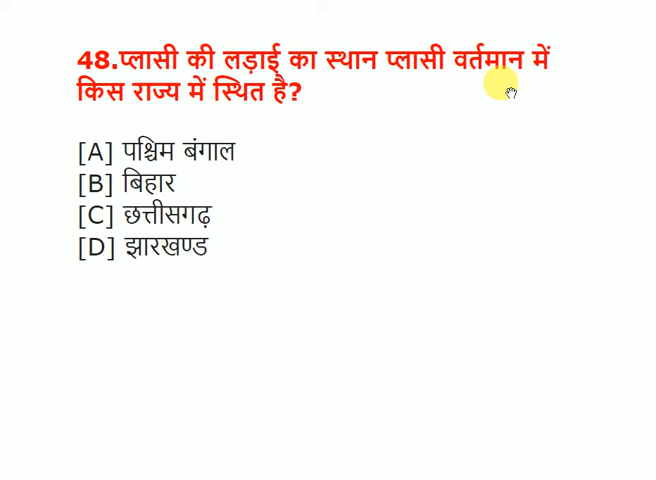 48.प्लासी की लड़ाई का स्थान प्लासी वर्तमान में
किस राज्य में स्थित है?
[A] पश्चिम बंगाल
[B] बिहार
[C] छत्तीसगढ़
[D] झारखण्ड